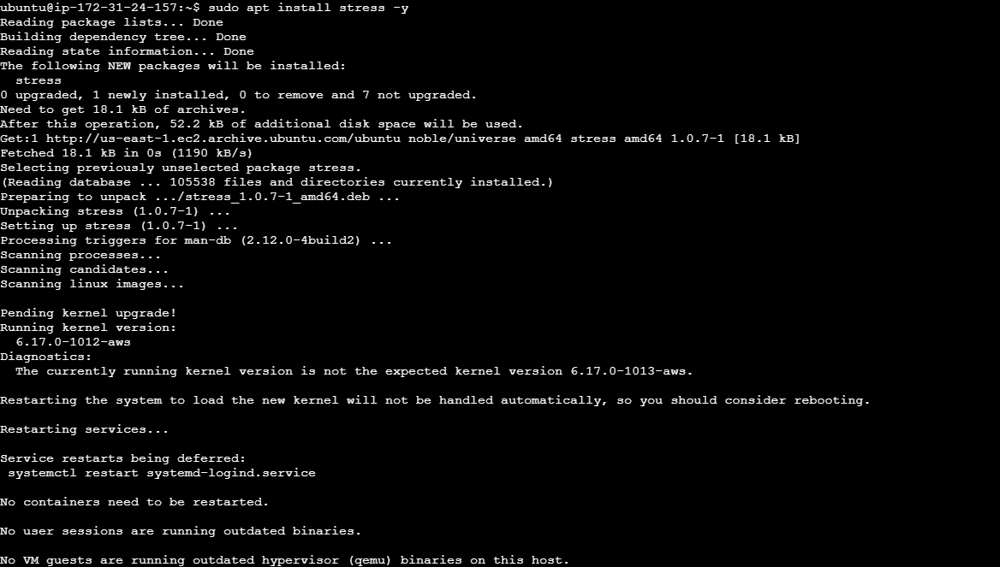 ubuntu@ip-172-31-24-157:~$ sudo apt install stress -y
Reading package lists... Done
Building dependency tree... Done
Reading state information... Done
The following NEW packages will be installed:
  stress
0 upgraded, 1 newly installed, 0 to remove and 7 not upgraded.
Need to get 18.1 kB of archives.
After this operation, 52.2 kB of additional disk space will be used.
Get:1 http://us-east-1.ec2.archive.ubuntu.com/ubuntu noble/universe amd64 stress amd64 1.0.7-1 [18.1 kB]
Fetched 18.1 kB in 0s (1190 kB/s)
Selecting previously unselected package stress.
(Reading database ... 105538 files and directories currently installed.)
Preparing to unpack .../stress_1.0.7-1_amd64.deb ...
Unpacking stress (1.0.7-1) ...
Setting up stress (1.0.7-1) ...
Processing triggers for man-db (2.12.0-4build2) ...
Scanning processes...
Scanning candidates...
Scanning linux images...

Pending kernel upgrade!
Running kernel version:
  6.17.0-1012-aws
Diagnostics:
  The currently running kernel version is not the expected kernel version 6.17.0-1013-aws.

Restarting the system to load the new kernel will not be handled automatically, so you should consider rebooting.

Restarting services...

Service restarts being deferred:
 systemctl restart systemd-logind.service

No containers need to be restarted.

No user sessions are running outdated binaries.

No VM guests are running outdated hypervisor (qemu) binaries on this host.